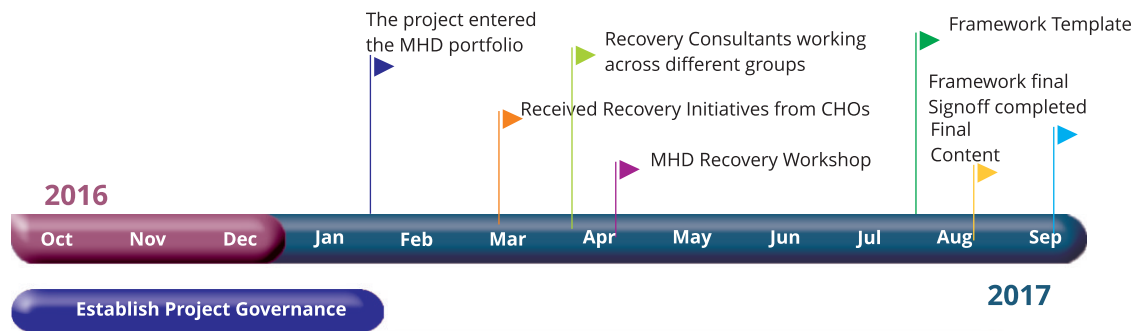 The project entered
the MHD portfolio
Recovery Consultants working
across different groups
Framework Template
Framework final
Signoff completed
Received Recovery Initiatives from CHOs
Final
Content
MHD Recovery Workshop
2016
Oct Nov Dec Jan Feb Mar Apr May Jun Jul Aug Sep
2017
Establish Project Governance